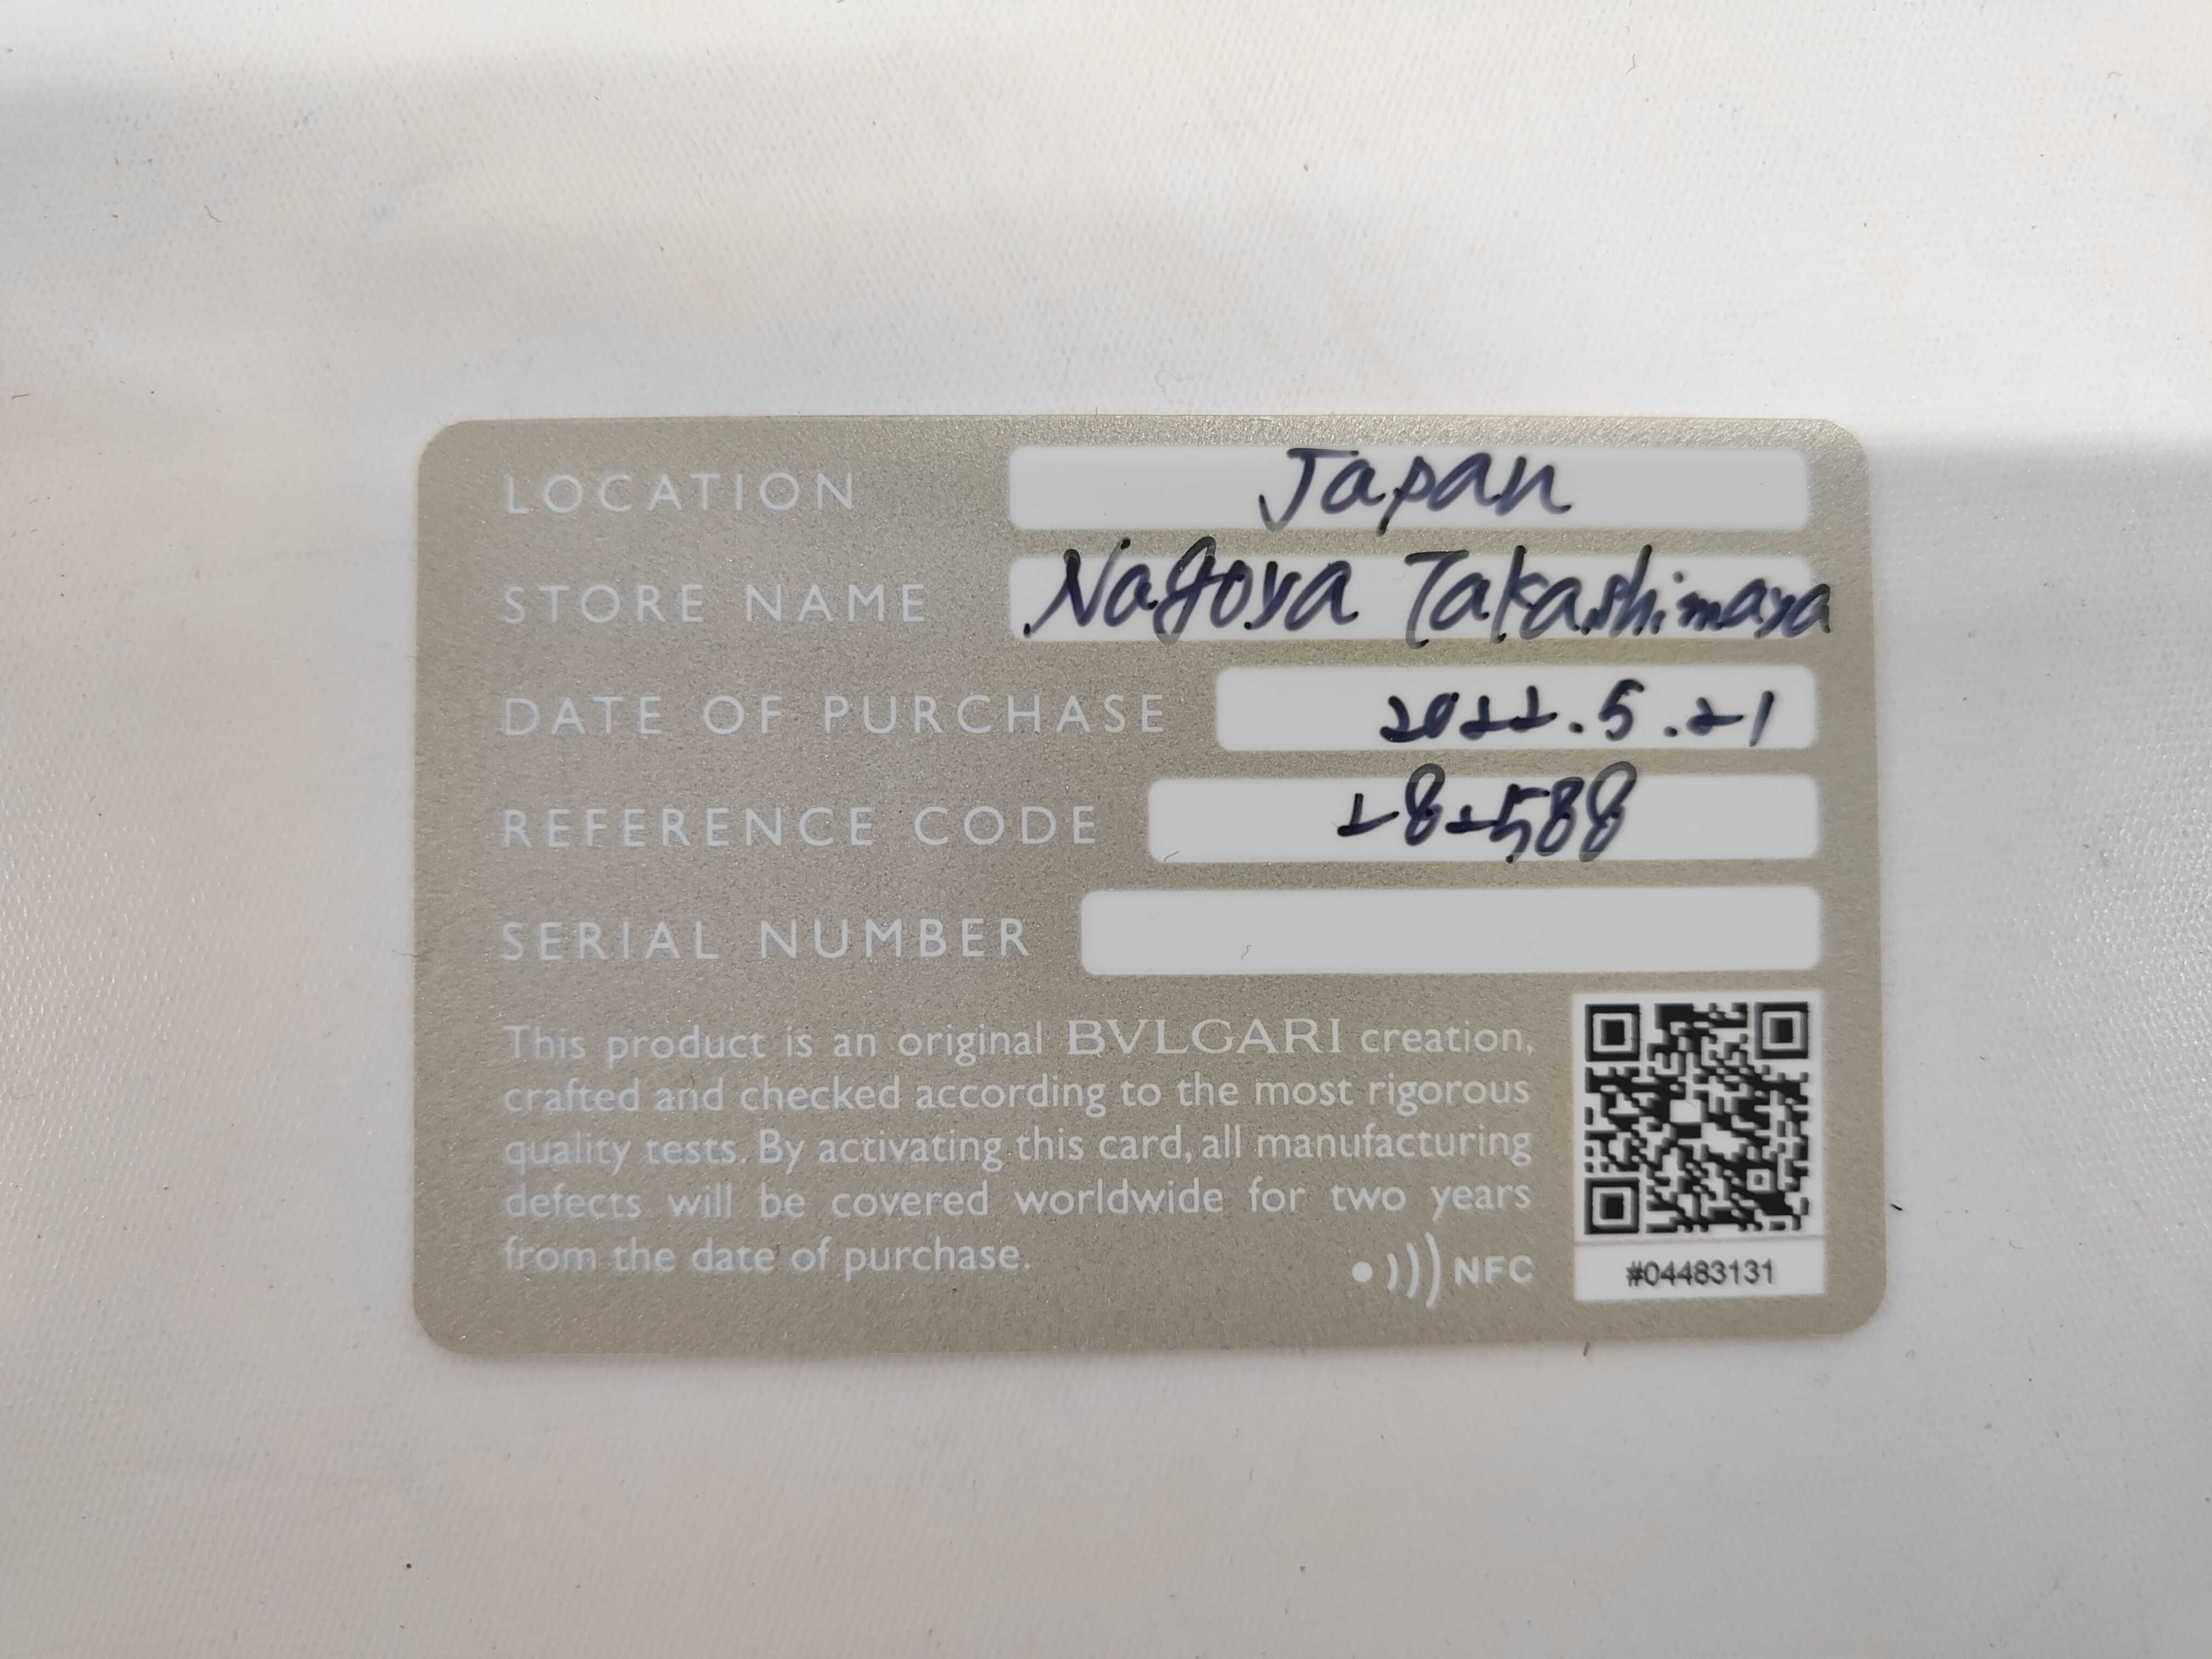 LOCATION Japan
STORE NAME Nagoya Takashimaya
DATE OF PURCHASE 2022.5.21
REFERENCE CODE 282588
SERIAL NUMBER
This product is an original BVLGARI creation,
crafted and checked according to the most rigorous
quality tests. By activating this card, all manufacturing
defects will be covered worldwide for two years
from the date of purchase.
NFC
#04483131